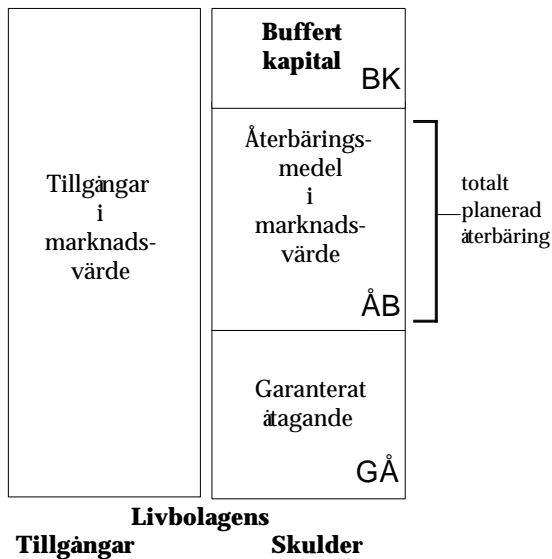 Tillgångar
i
marknads-
värde
Buffert
kapital
BK
Återbärings-
medel
i
marknads-
värde
ÅB
totalt
planerad
återbäring
Garanterat
åtagande
GÅ
Livbolagens
Tillgångar Skulder